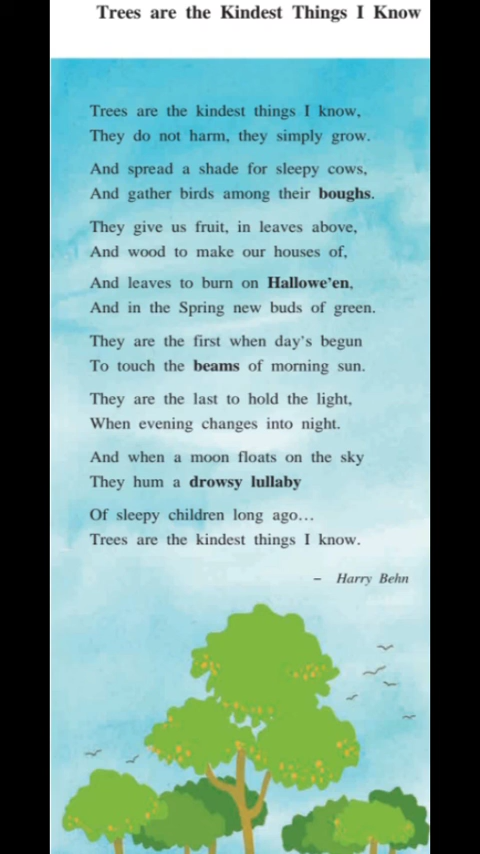 Trees are the Kindest Things I Know
Trees are the kindest things I know,
They do not harm, they simply grow.
And spread a shade for sleepy cows,
And gather birds among their boughs.
They give us fruit, in leaves above,
And wood to make our houses of,
And leaves to burn on Hallowe'en,
And in the Spring new buds of green.
They are the first when day's begun
To touch the beams of morning sun.
They are the last to hold the light,
When evening changes into night.
And when a moon floats on the sky
They hum a drowsy lullaby
Of sleepy children long ago...
Trees are the kindest things I know.
– Harry Behn